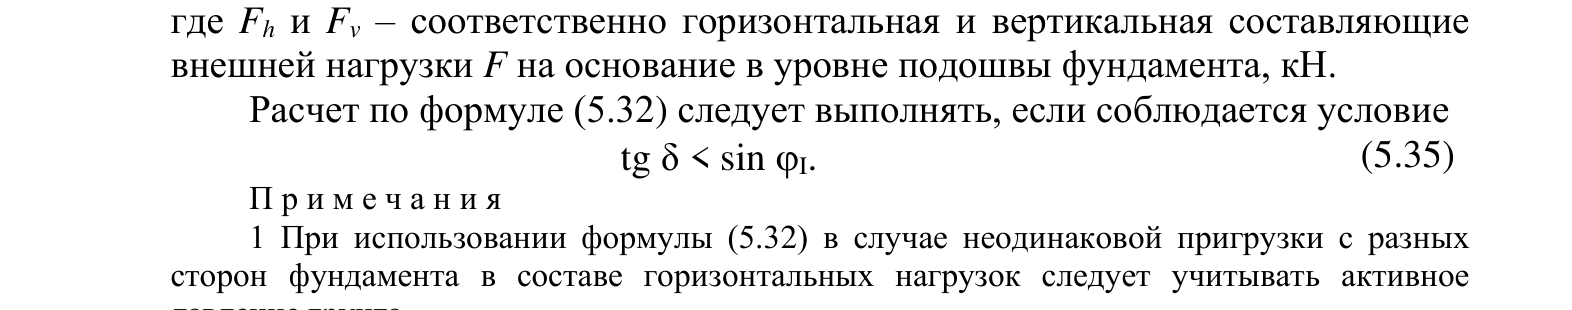 где Fh и Fv – соответственно горизонтальная и вертикальная составляющие
внешней нагрузки F на основание в уровне подошвы фундамента, кН.
Расчет по формуле (5.32) следует выполнять, если соблюдается условие
tg δ < sin φI. (5.35)
П р и м е ч а н и я
1 При использовании формулы (5.32) в случае неодинаковой пригрузки с разных
сторон фундамента в составе горизонтальных нагрузок следует учитывать активное